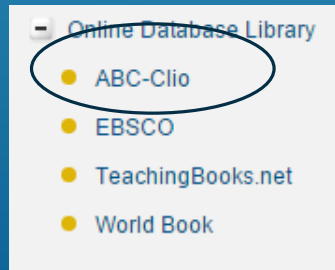 Online Database Library
ABC-Clio
EBSCO
TeachingBooks.net
World Book